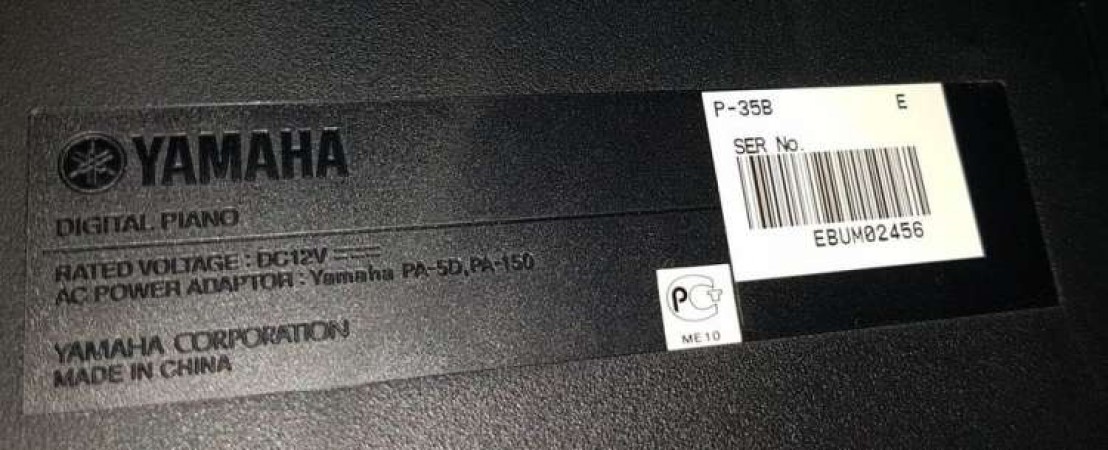 YAMAHA
DIGITAL PIANO
RATED VOLTAGE : DC12V
AC POWER ADAPTOR : Yamaha PA-5D, PA-150
YAMAHA CORPORATION
MADE IN CHINA
P-35B E
SER No.
EBUM02456
PCT
ME10